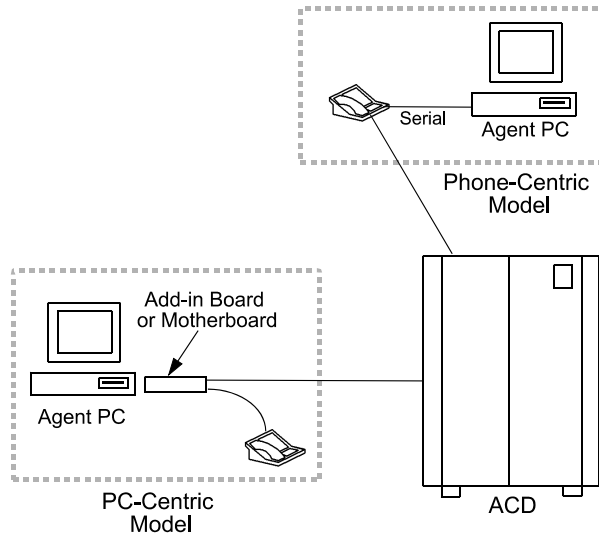 Serial
Agent PC
Phone-Centric
Model
Add-in Board
or Motherboard
Agent PC
PC-Centric
Model
ACD